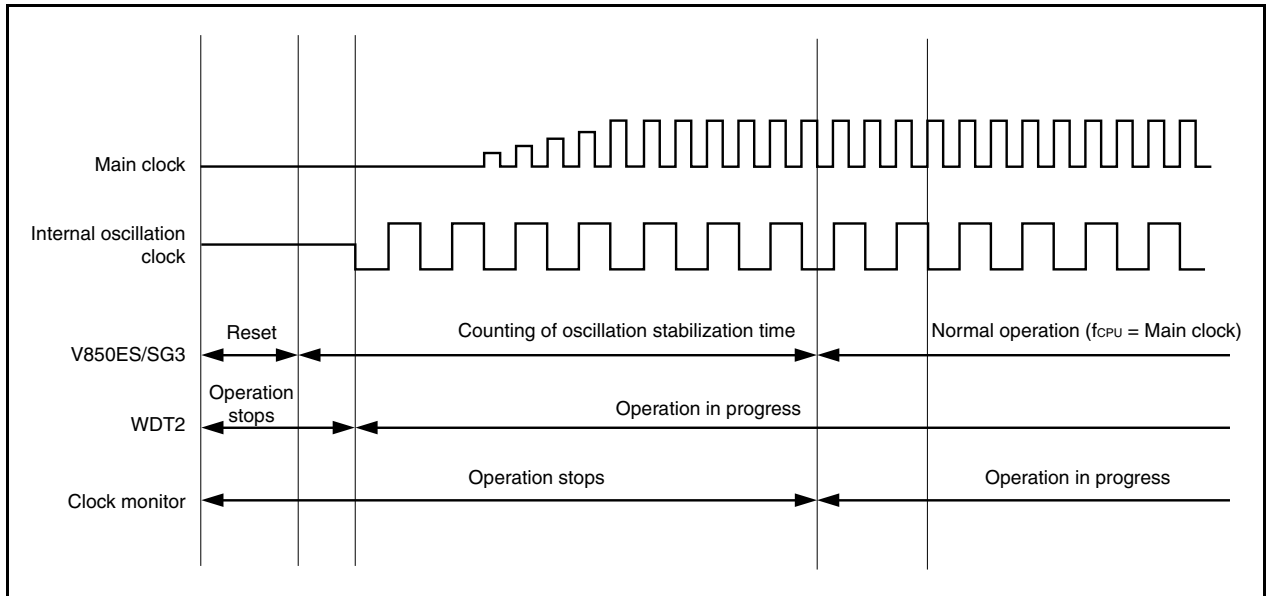 Main clock
Internal oscillation
clock
Reset
Counting of oscillation stabilization time
Normal operation (fCPU = Main clock)
V850ES/SG3
Operation
stops
Operation in progress
WDT2
Operation stops
Operation in progress
Clock monitor